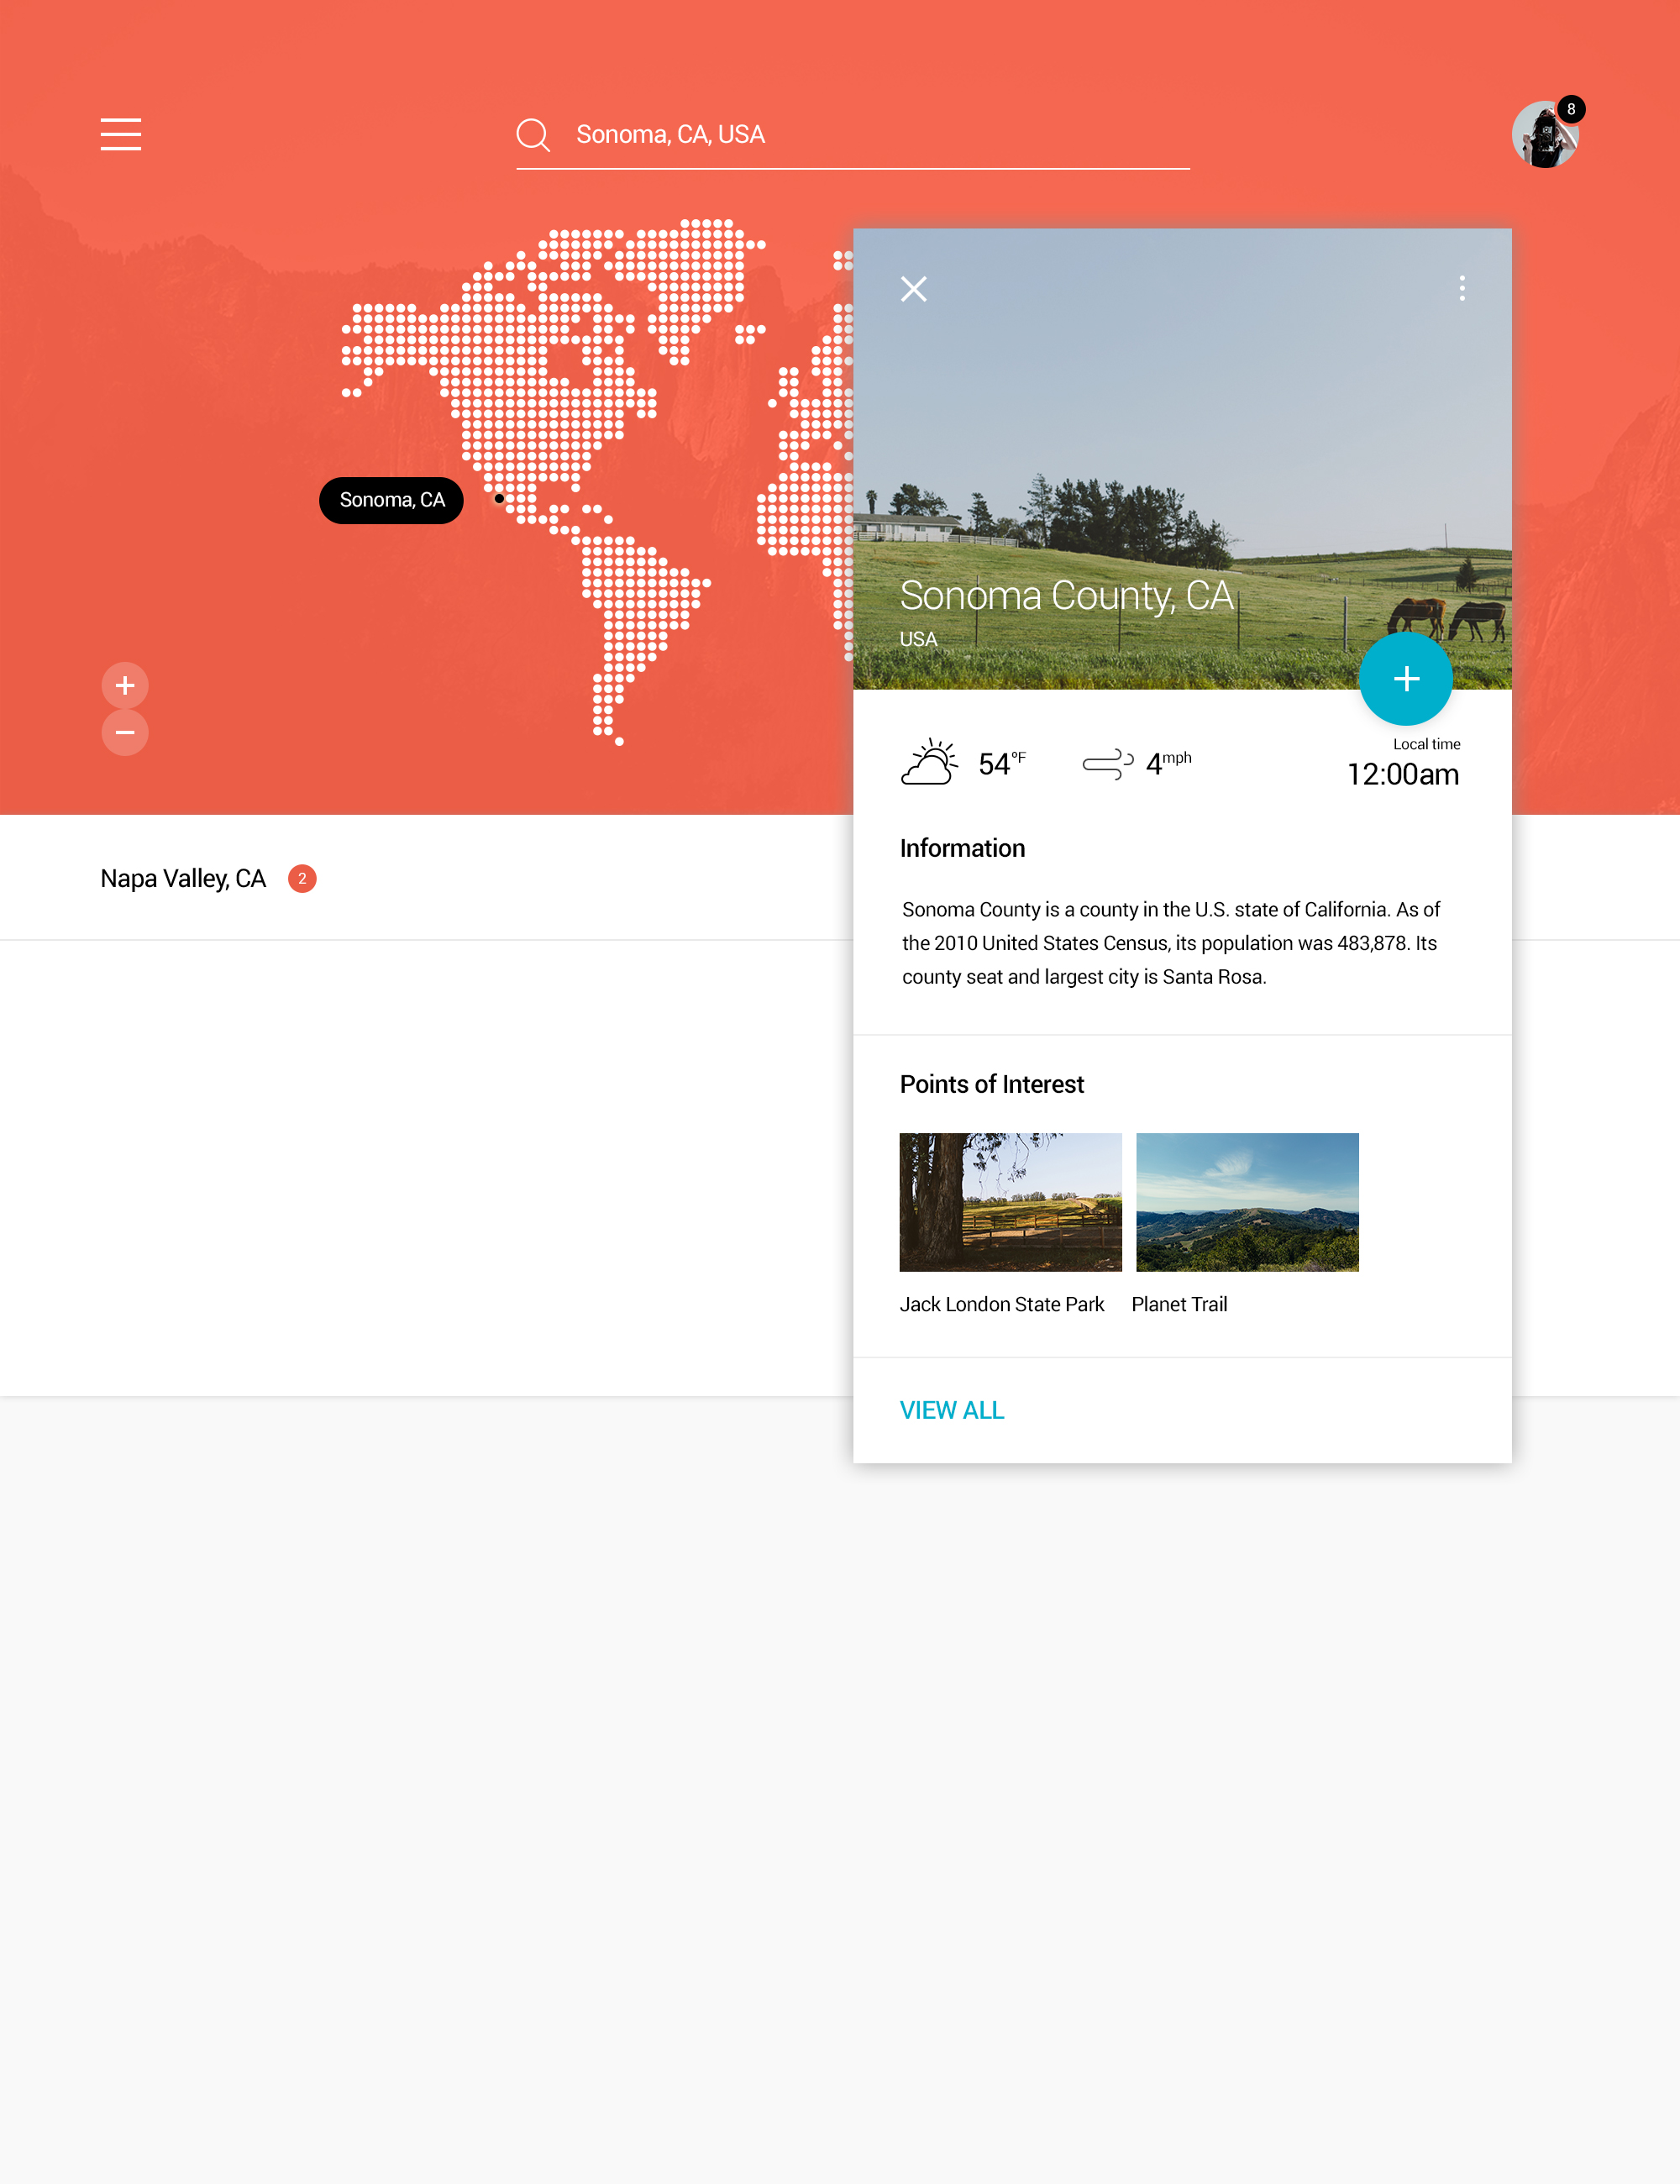 Sonoma, CA, USA
8
Sonoma, CA
Sonoma County, CA
USA
54°F
4mph
Local time
12:00am
Napa Valley, CA
2
Information
Sonoma County is a county in the U.S. state of California. As of
the 2010 United States Census, its population was 483,878. Its
county seat and largest city is Santa Rosa.
Points of Interest
Jack London State Park
Planet Trail
VIEW ALL